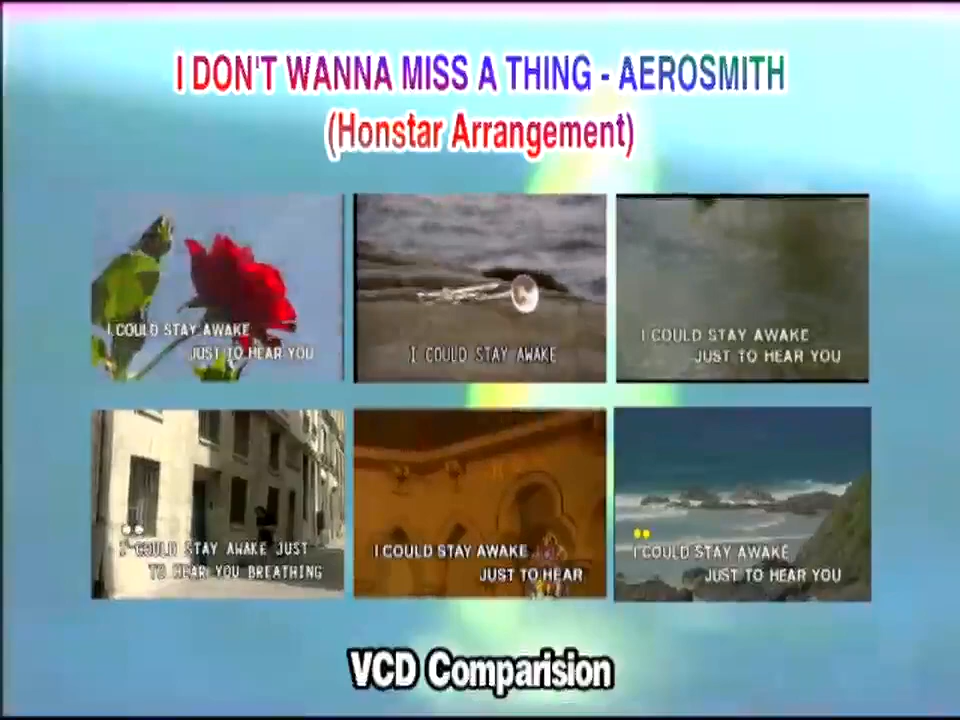 I DON'T WANNA MISS A THING - AEROSMITH
(Honstar Arrangement)
I COULD STAY AWAKE
JUST TO HEAR YOU
I COULD STAY AWAKE
I COULD STAY AWAKE
JUST TO HEAR YOU
I COULD STAY AWAKE JUST
TO HEAR YOU BREATHING
I COULD STAY AWAKE
JUST TO HEAR
I COULD STAY AWAKE
JUST TO HEAR YOU
VCD Comparision